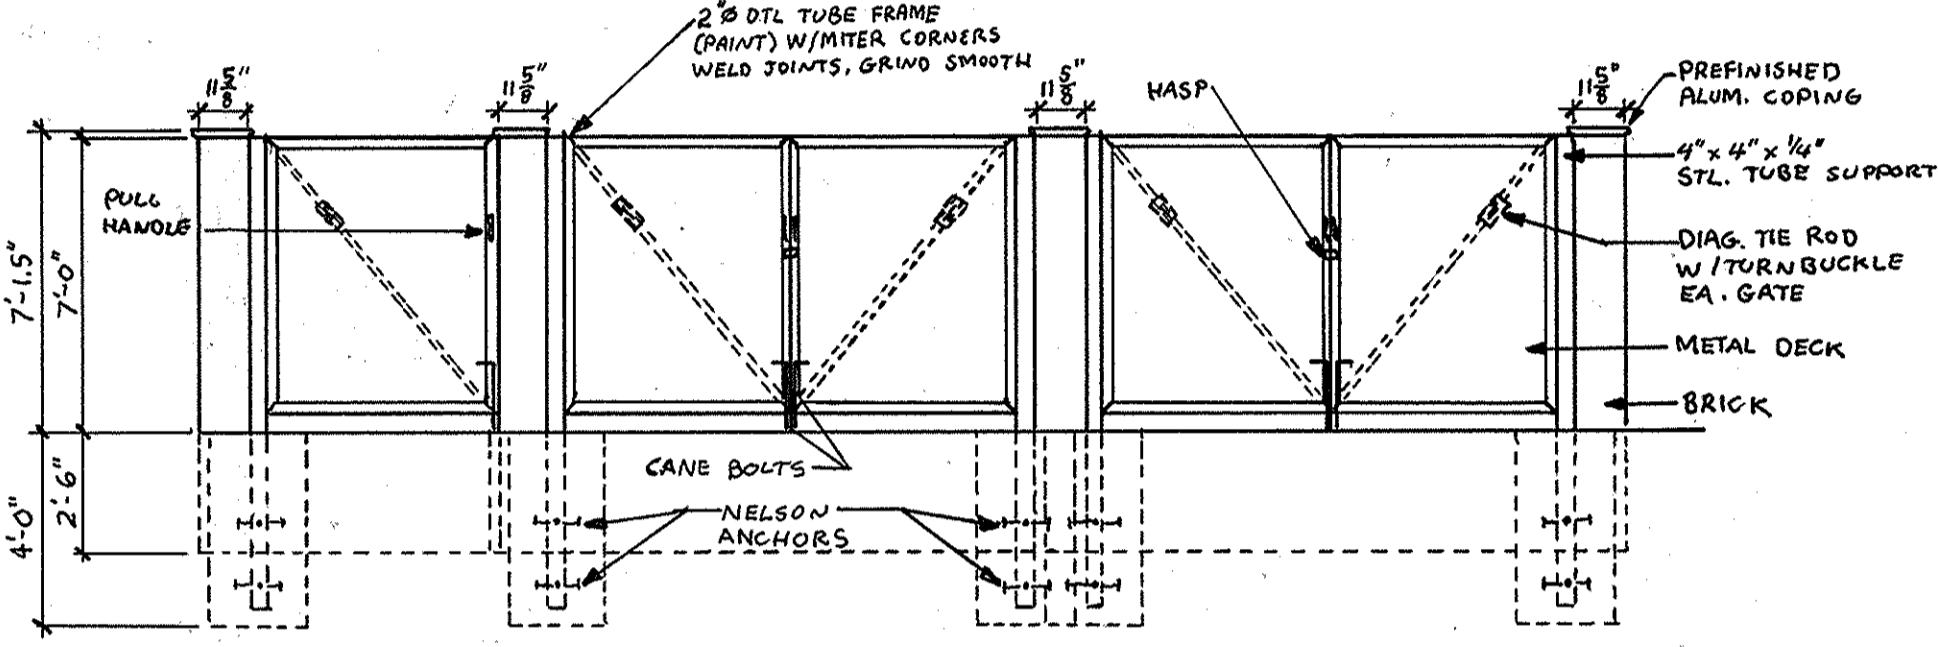 2"Ø DTL TUBE FRAME
(PAINT) W/MITER CORNERS
WELD JOINTS, GRIND SMOOTH
11 5/8"
11 5/8"
11 5/8"
11 5/8"
HASP
PREFINISHED
ALUM. COPING
4" x 4" x 1/4"
STL. TUBE SUPPORT
PULL
HANDLE
DIAG. TIE ROD
W/TURNBUCKLE
EA. GATE
METAL DECK
BRICK
7'-1.5"
7'-0"
CANE BOLTS
NELSON
ANCHORS
4'-0"
2'-6"